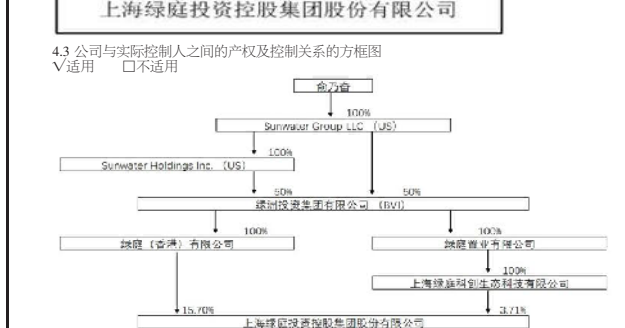 上海绿庭投资控股集团股份有限公司
4.3 公司与实际控制人之间的产权及控制关系的方框图
√适用 □不适用
俞乃奋
100%
Sunwater Group LLC （US）
100%
Sunwater Holdings Inc. （US）
50% 50%
绿洲投资集团有限公司 （BVI）
100% 100%
绿庭（香港）有限公司 绿庭置业有限公司
100%
上海绿庭科创生态科技有限公司
15.70% 3.71%
上海绿庭投资控股集团股份有限公司